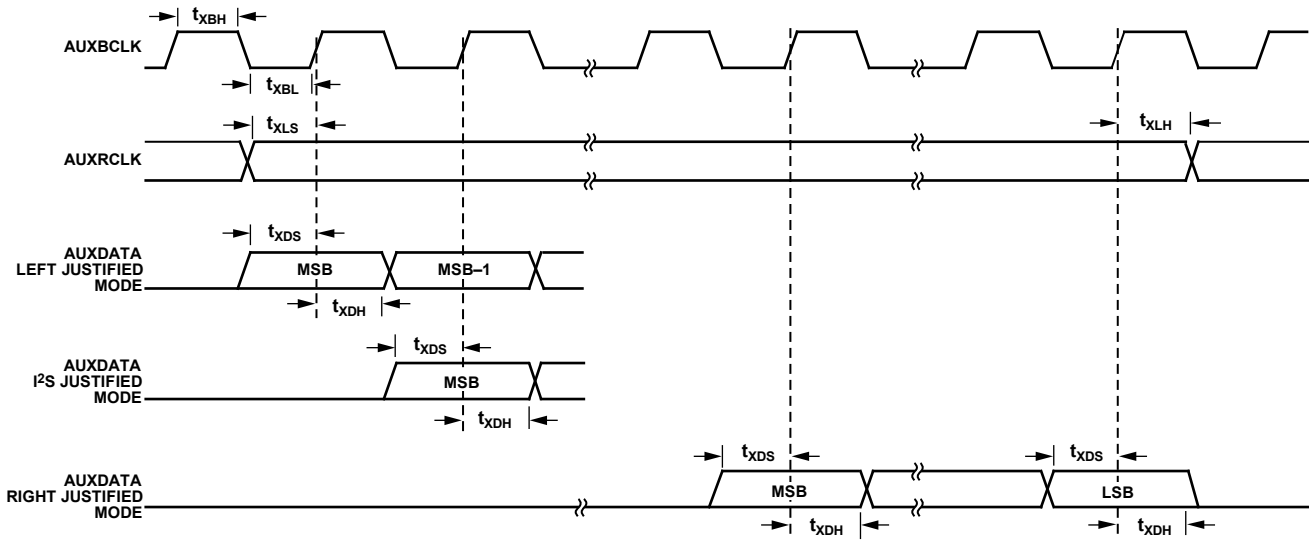 tXBH
AUXBCLK
tXBL
tXLS
tXLH
AUXRCLK
tXDS
AUXDATA
LEFT JUSTIFIED
MODE
MSB
MSB–1
tXDH
tXDS
AUXDATA
I2S JUSTIFIED
MODE
MSB
tXDH
tXDS
tXDS
AUXDATA
RIGHT JUSTIFIED
MODE
MSB
LSB
tXDH
tXDH